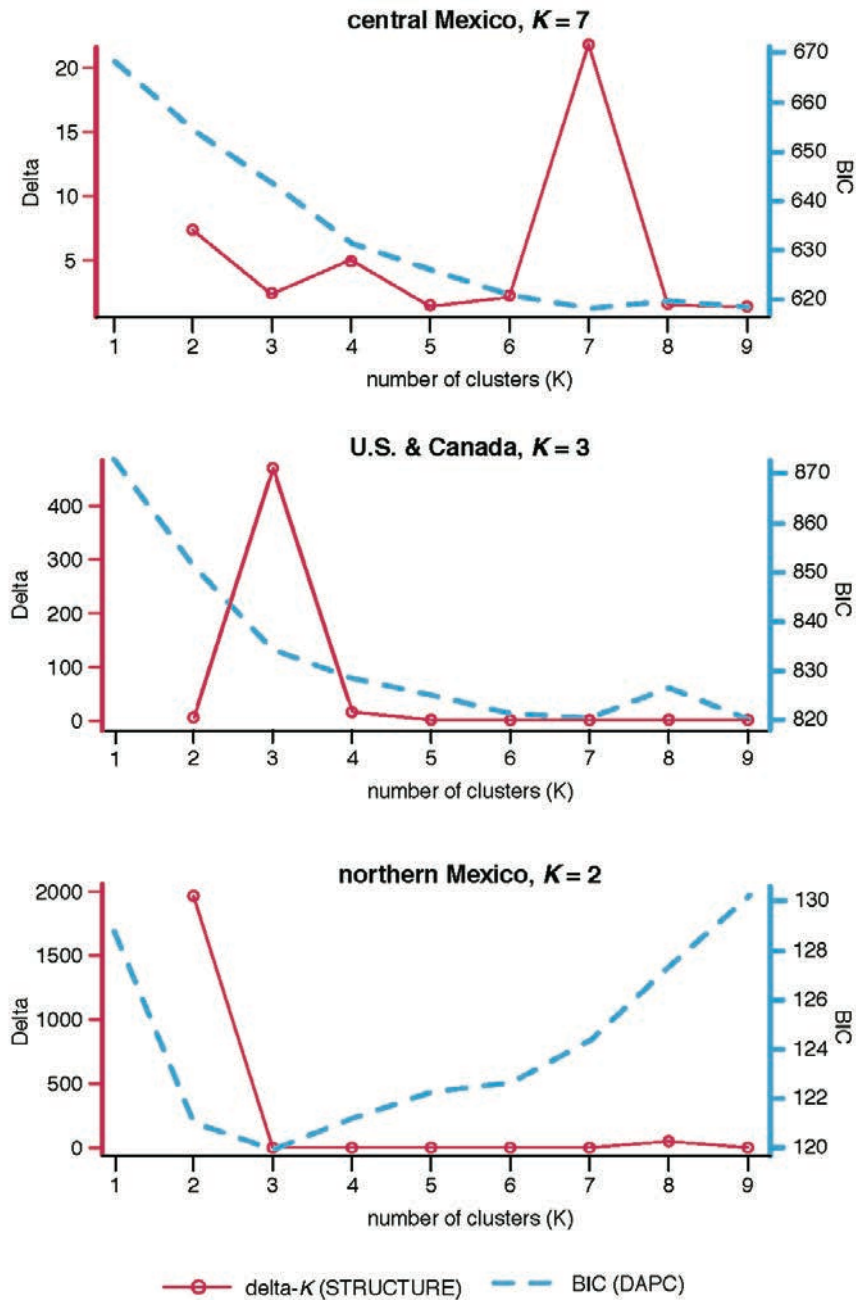 central Mexico, K = 7
20
15
10
5
Delta
670
660
650
640
630
620
BIC
1 2 3 4 5 6 7 8 9
number of clusters (K)
U.S. & Canada, K = 3
400
300
200
100
0
Delta
870
860
850
840
830
820
BIC
1 2 3 4 5 6 7 8 9
number of clusters (K)
northern Mexico, K = 2
2000
1500
1000
500
0
Delta
130
128
126
124
122
120
BIC
1 2 3 4 5 6 7 8 9
number of clusters (K)
delta-K (STRUCTURE) BIC (DAPC)